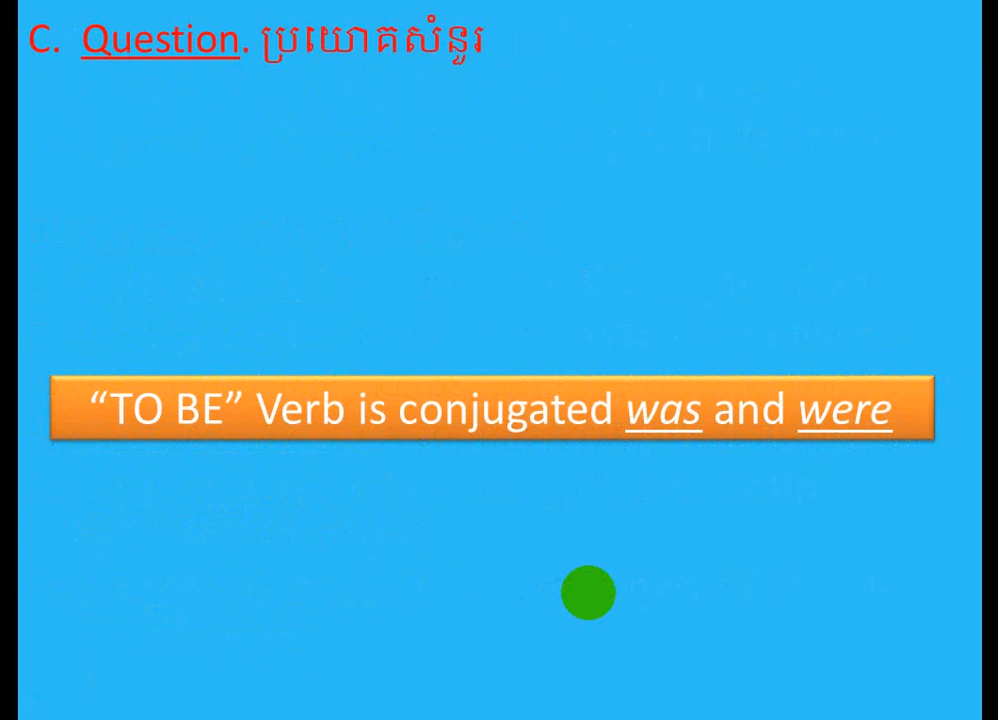 C. Question. ប្រយោគសំនួរ
“TO BE” Verb is conjugated was and were